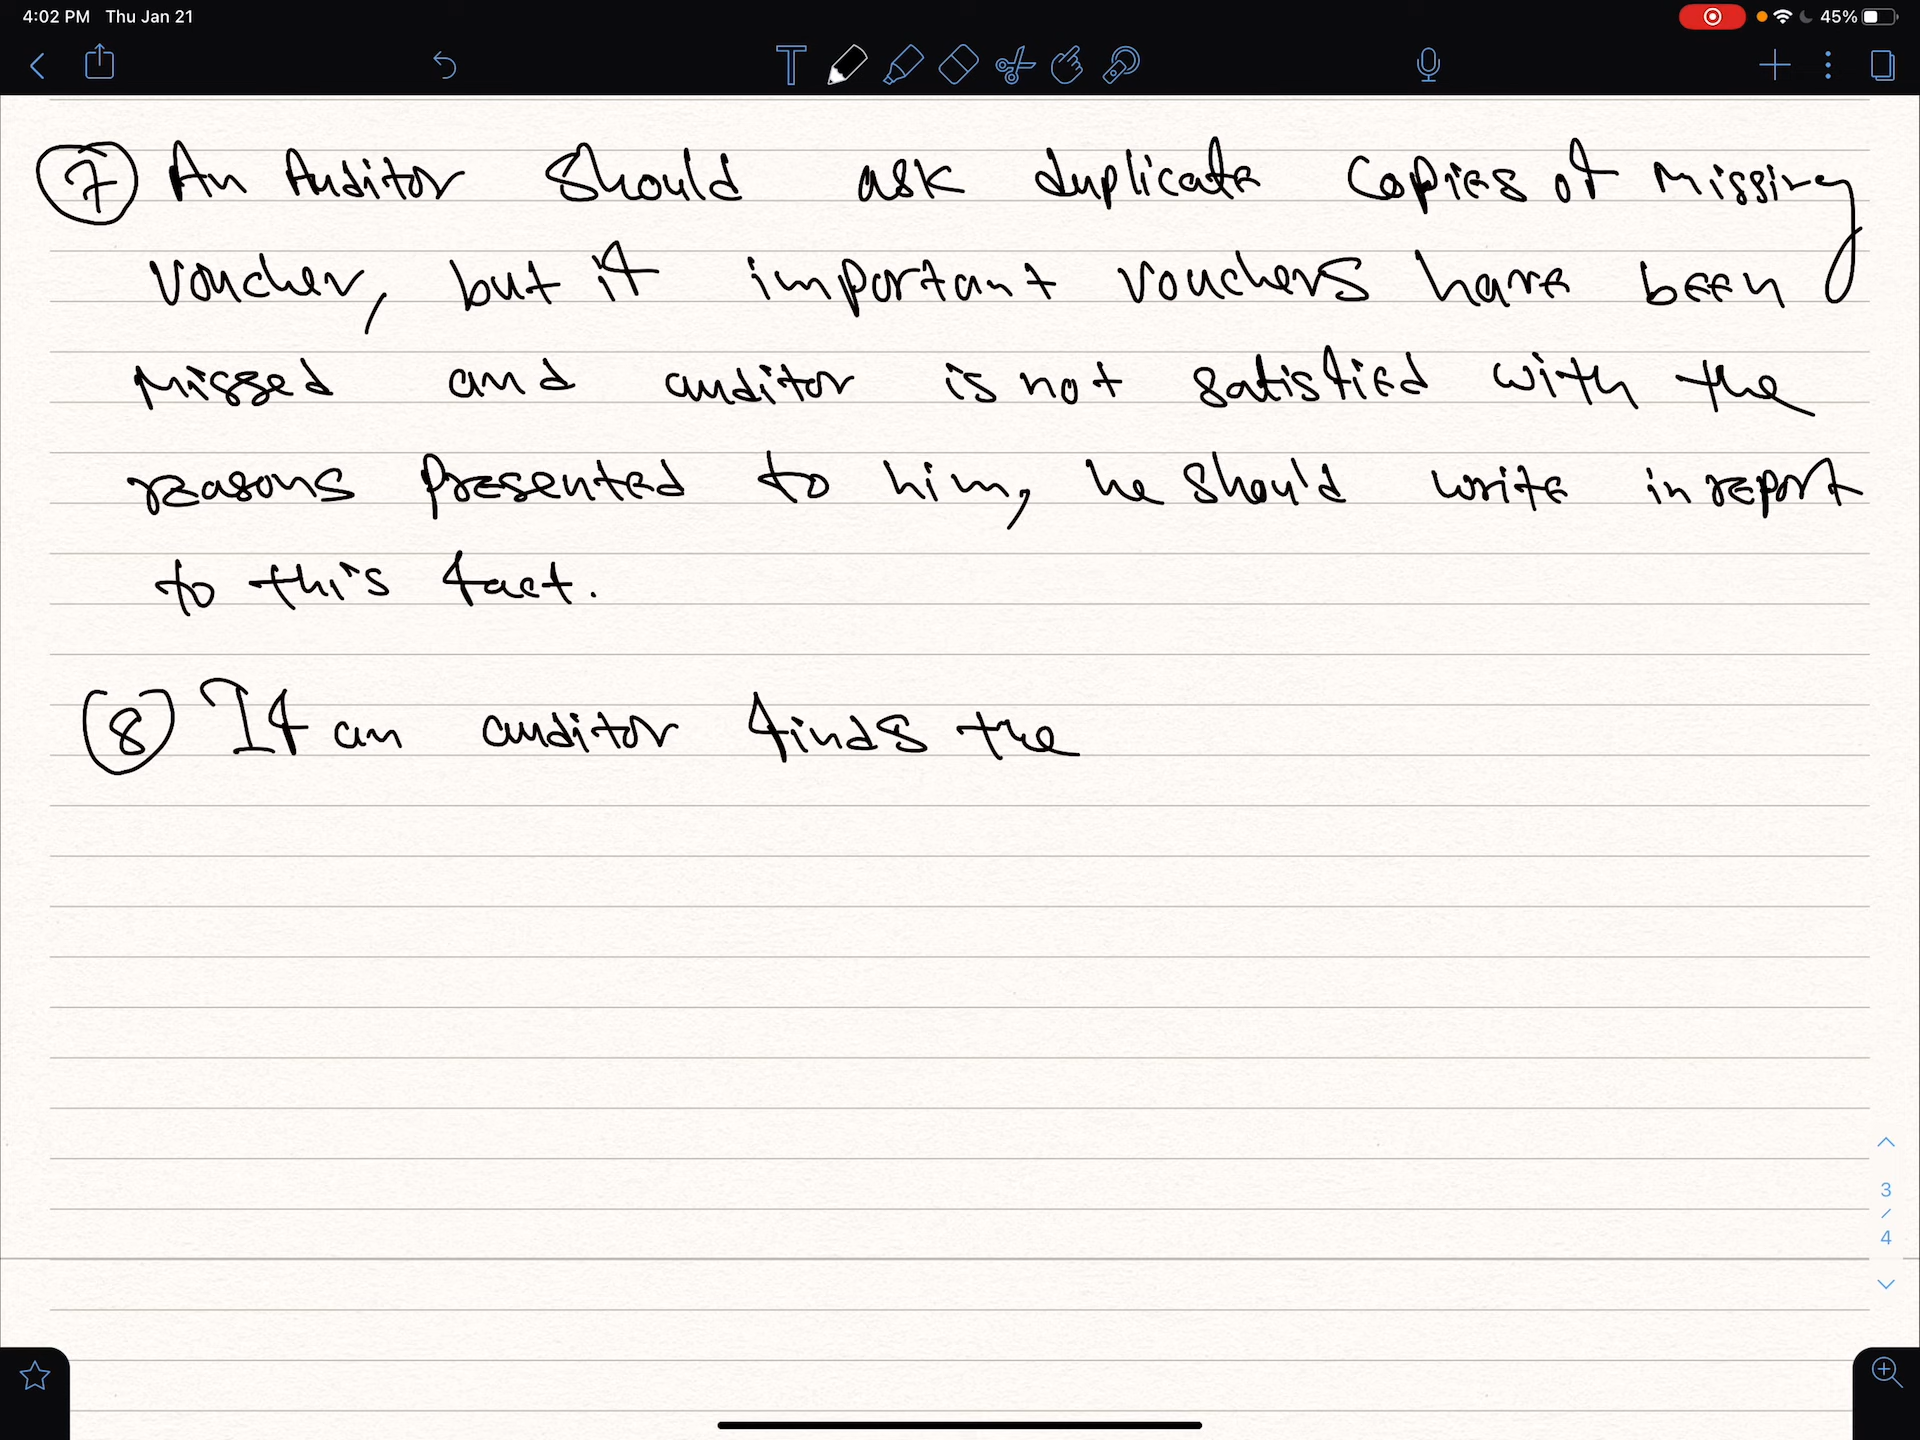 4:02 PM Thu Jan 21
45%
7 An Auditor should ask duplicate copies of missing
voucher, but if important vouchers have been
missed and auditor is not satisfied with the
reasons presented to him, he should write in report
to this fact.
8 If an auditor finds the
3
/
4